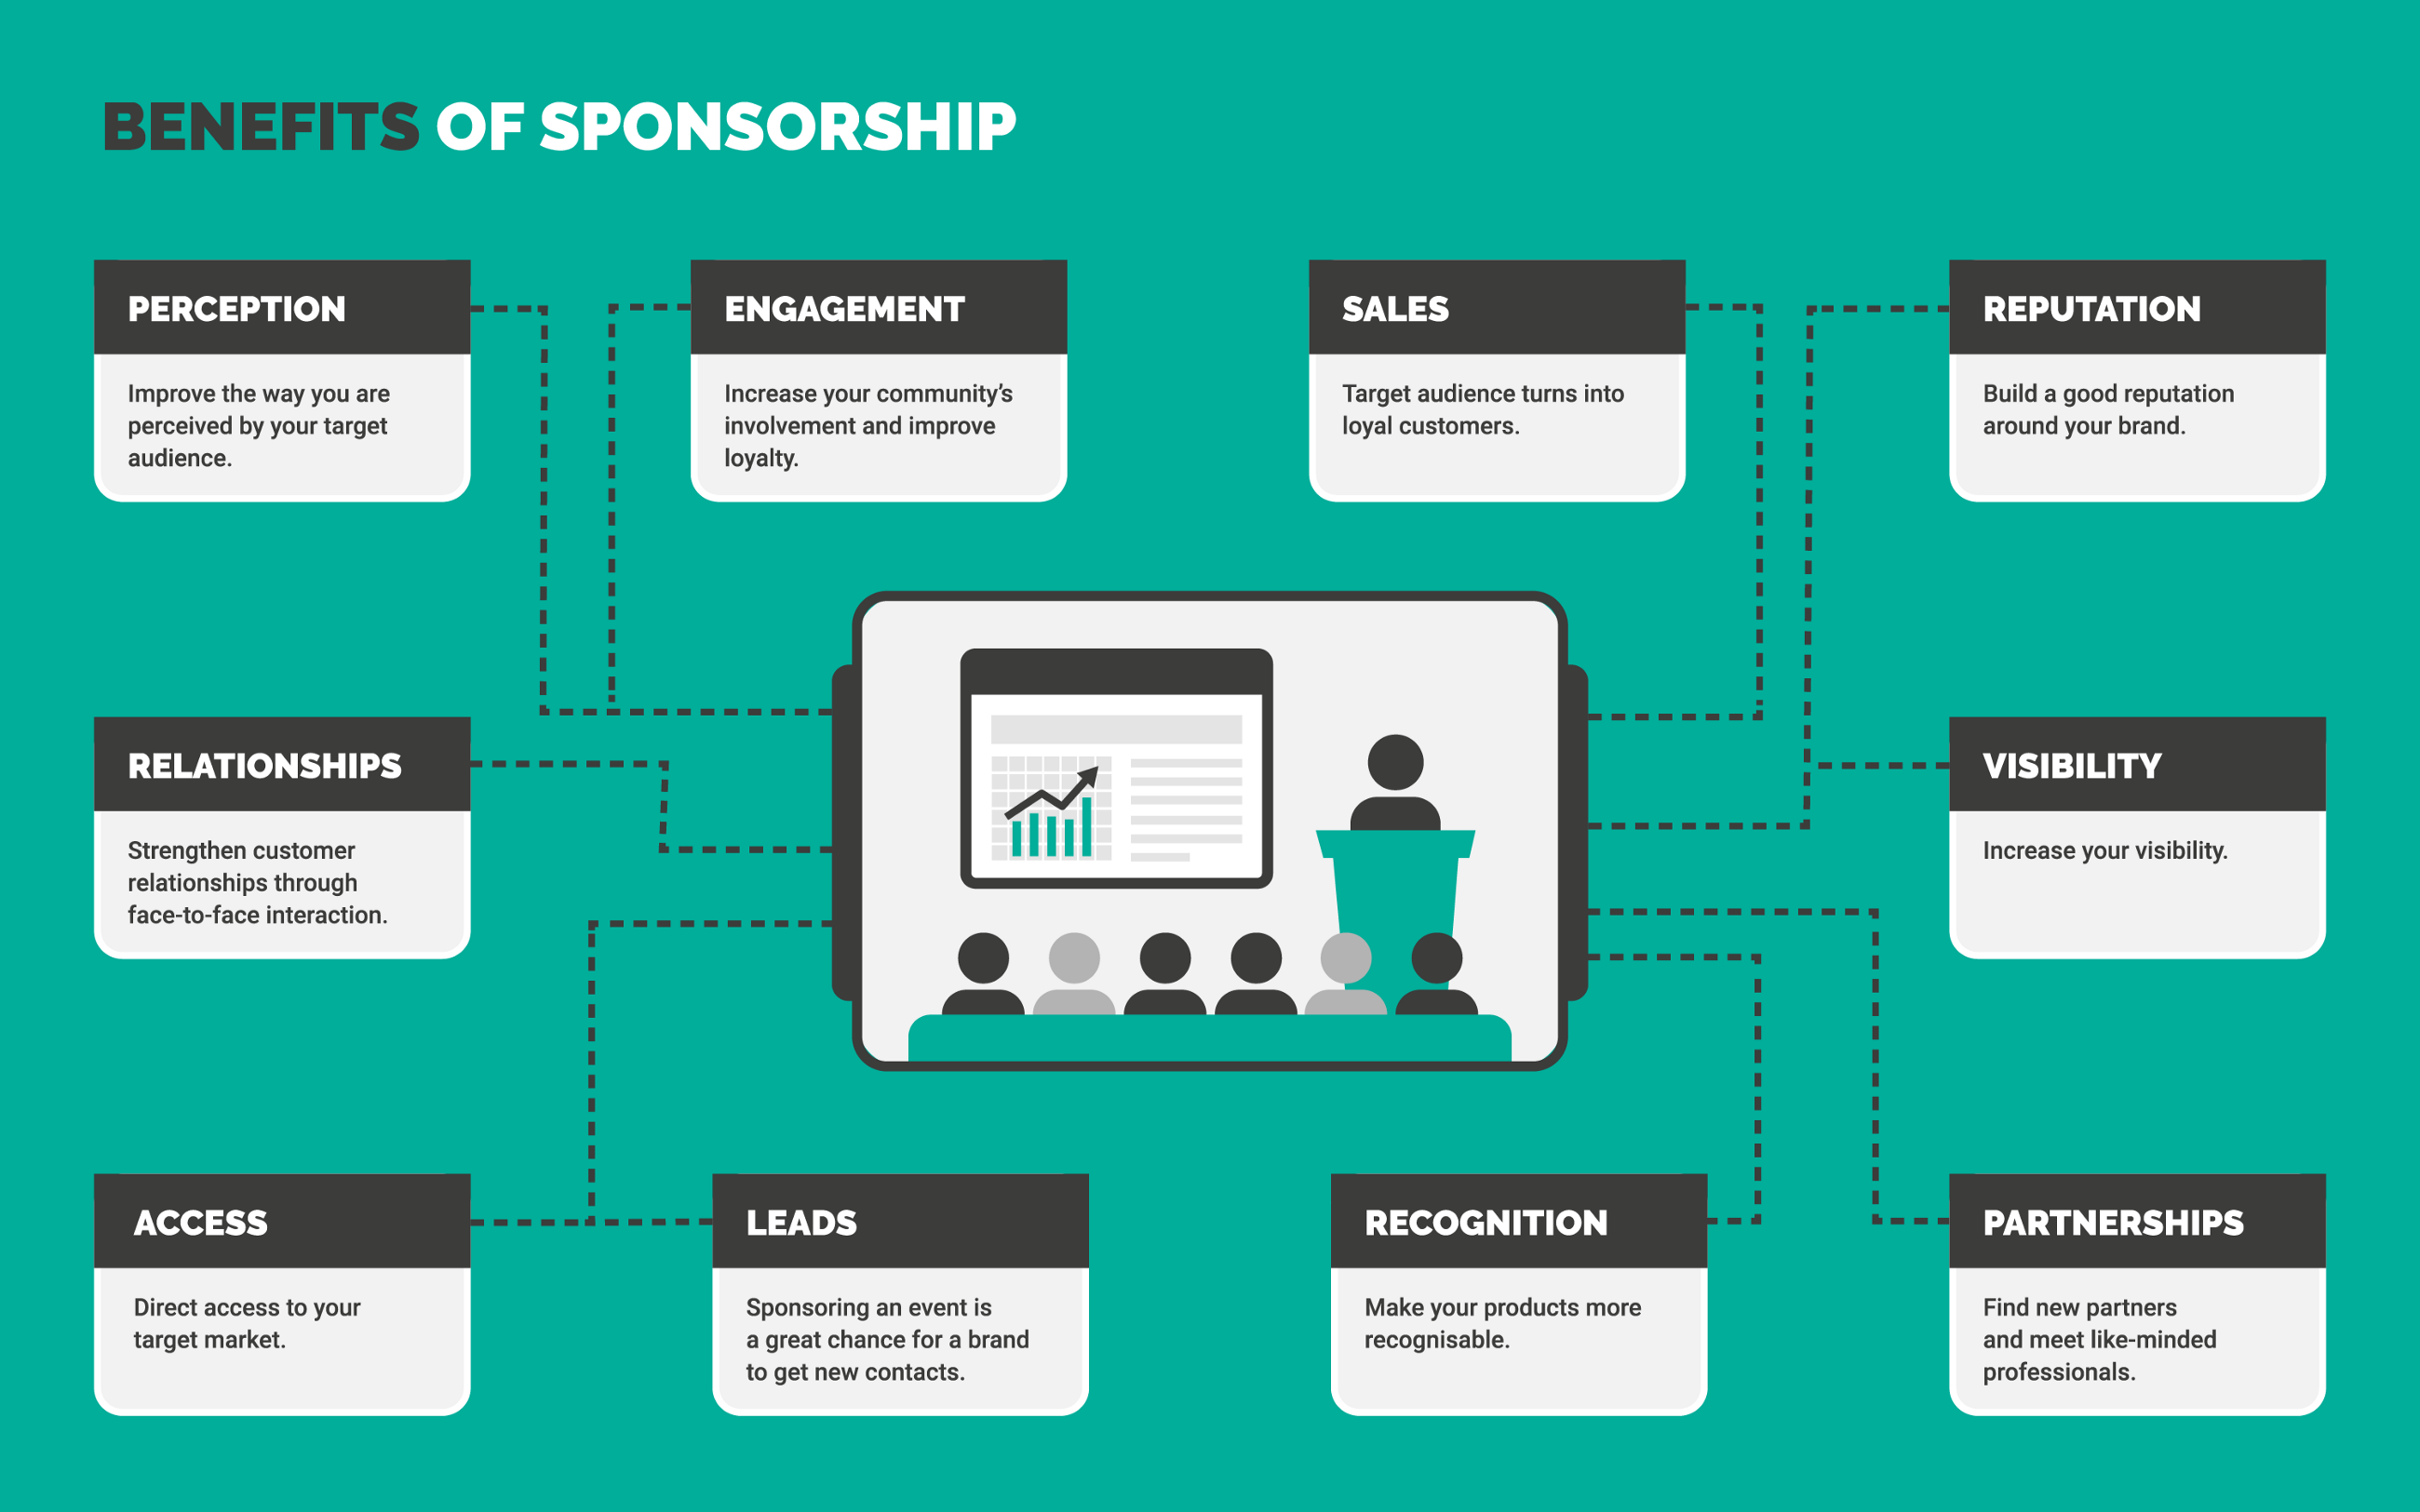 BENEFITS OF SPONSORSHIP
PERCEPTION
Improve the way you are
perceived by your target
audience.
ENGAGEMENT
Increase your community’s
involvement and improve
loyalty.
SALES
Target audience turns into
loyal customers.
REPUTATION
Build a good reputation
around your brand.
RELATIONSHIPS
Strengthen customer
relationships through
face-to-face interaction.
VISIBILITY
Increase your visibility.
ACCESS
Direct access to your
target market.
LEADS
Sponsoring an event is
a great chance for a brand
to get new contacts.
RECOGNITION
Make your products more
recognisable.
PARTNERSHIPS
Find new partners
and meet like-minded
professionals.